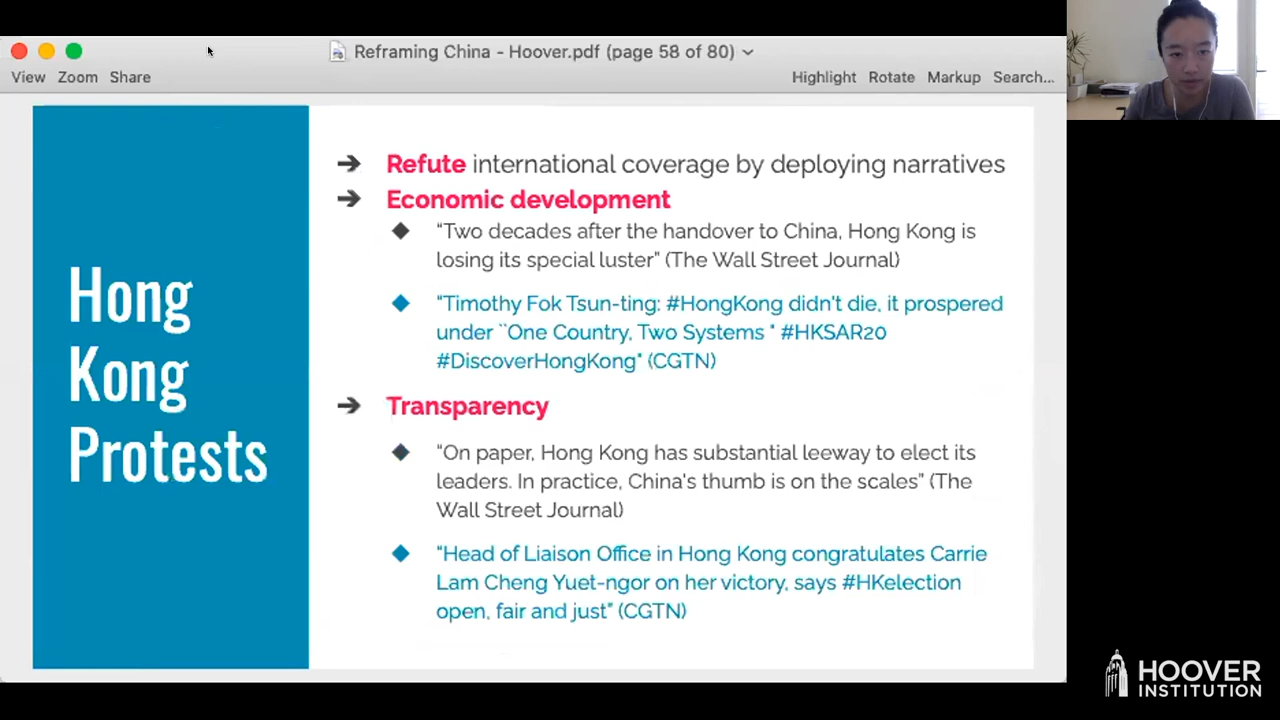 Reframing China - Hoover.pdf (page 58 of 80)
View Zoom Share
Highlight Rotate Markup Search...
Hong
Kong
Protests
➔ Refute international coverage by deploying narratives
➔ Economic development
◆ “Two decades after the handover to China, Hong Kong is
losing its special luster” (The Wall Street Journal)
◆ “Timothy Fok Tsun-ting: #HongKong didn't die, it prospered
under ``One Country, Two Systems " #HKSAR20
#DiscoverHongKong" (CGTN)
➔ Transparency
◆ “On paper, Hong Kong has substantial leeway to elect its
leaders. In practice, China's thumb is on the scales” (The
Wall Street Journal)
◆ “Head of Liaison Office in Hong Kong congratulates Carrie
Lam Cheng Yuet-ngor on her victory, says #HKelection
open, fair and just” (CGTN)
HOOVER
INSTITUTION